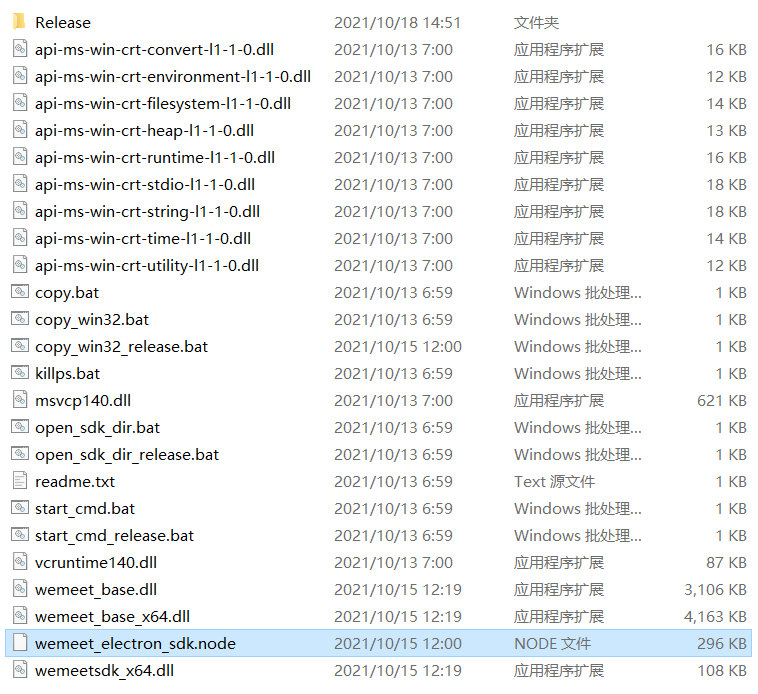 Release 2021/10/18 14:51 文件夹
api-ms-win-crt-convert-l1-1-0.dll 2021/10/13 7:00 应用程序扩展 16 KB
api-ms-win-crt-environment-l1-1-0.dll 2021/10/13 7:00 应用程序扩展 12 KB
api-ms-win-crt-filesystem-l1-1-0.dll 2021/10/13 7:00 应用程序扩展 14 KB
api-ms-win-crt-heap-l1-1-0.dll 2021/10/13 7:00 应用程序扩展 13 KB
api-ms-win-crt-runtime-l1-1-0.dll 2021/10/13 7:00 应用程序扩展 16 KB
api-ms-win-crt-stdio-l1-1-0.dll 2021/10/13 7:00 应用程序扩展 18 KB
api-ms-win-crt-string-l1-1-0.dll 2021/10/13 7:00 应用程序扩展 18 KB
api-ms-win-crt-time-l1-1-0.dll 2021/10/13 7:00 应用程序扩展 14 KB
api-ms-win-crt-utility-l1-1-0.dll 2021/10/13 7:00 应用程序扩展 12 KB
copy.bat 2021/10/13 6:59 Windows 批处理... 1 KB
copy_win32.bat 2021/10/13 6:59 Windows 批处理... 1 KB
copy_win32_release.bat 2021/10/15 12:00 Windows 批处理... 1 KB
killps.bat 2021/10/13 6:59 Windows 批处理... 1 KB
msvcp140.dll 2021/10/13 7:00 应用程序扩展 621 KB
open_sdk_dir.bat 2021/10/13 6:59 Windows 批处理... 1 KB
open_sdk_dir_release.bat 2021/10/13 6:59 Windows 批处理... 1 KB
readme.txt 2021/10/13 6:59 Text 源文件 1 KB
start_cmd.bat 2021/10/13 6:59 Windows 批处理... 1 KB
start_cmd_release.bat 2021/10/13 6:59 Windows 批处理... 1 KB
vcruntime140.dll 2021/10/13 7:00 应用程序扩展 87 KB
wemeet_base.dll 2021/10/15 12:19 应用程序扩展 3,106 KB
wemeet_base_x64.dll 2021/10/15 12:19 应用程序扩展 4,163 KB
wemeet_electron_sdk.node 2021/10/15 12:00 NODE 文件 296 KB
wemeetsdk_x64.dll 2021/10/15 12:19 应用程序扩展 108 KB